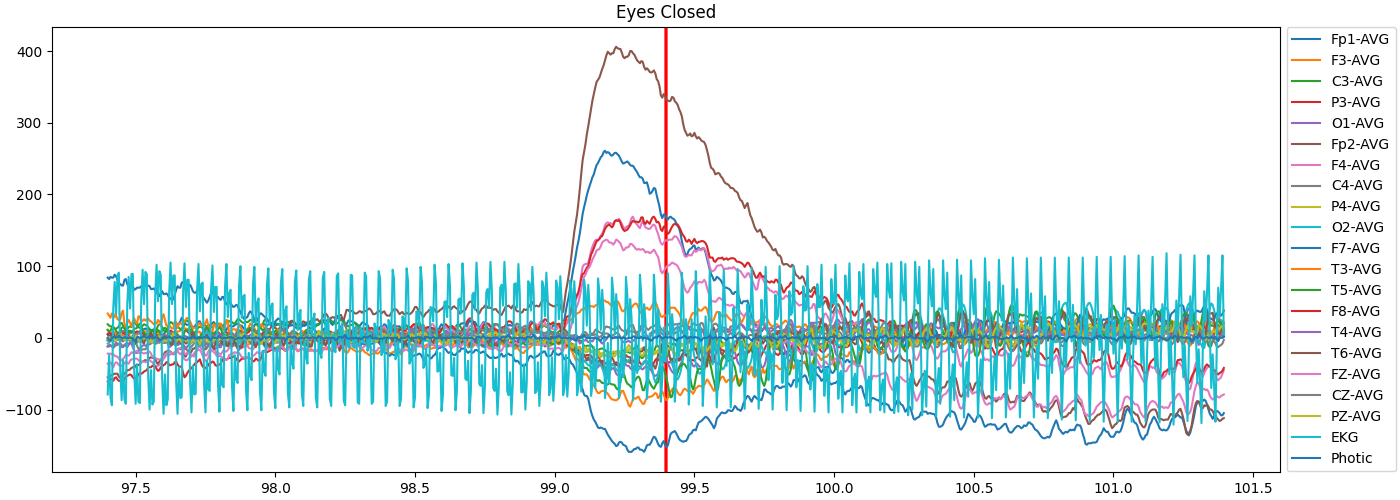 Eyes Closed
400
300
200
100
0
−100
97.5 98.0 98.5 99.0 99.5 100.0 100.5 101.0 101.5
Fp1-AVG
F3-AVG
C3-AVG
P3-AVG
O1-AVG
Fp2-AVG
F4-AVG
C4-AVG
P4-AVG
O2-AVG
F7-AVG
T3-AVG
T5-AVG
F8-AVG
T4-AVG
T6-AVG
FZ-AVG
CZ-AVG
PZ-AVG
EKG
Photic